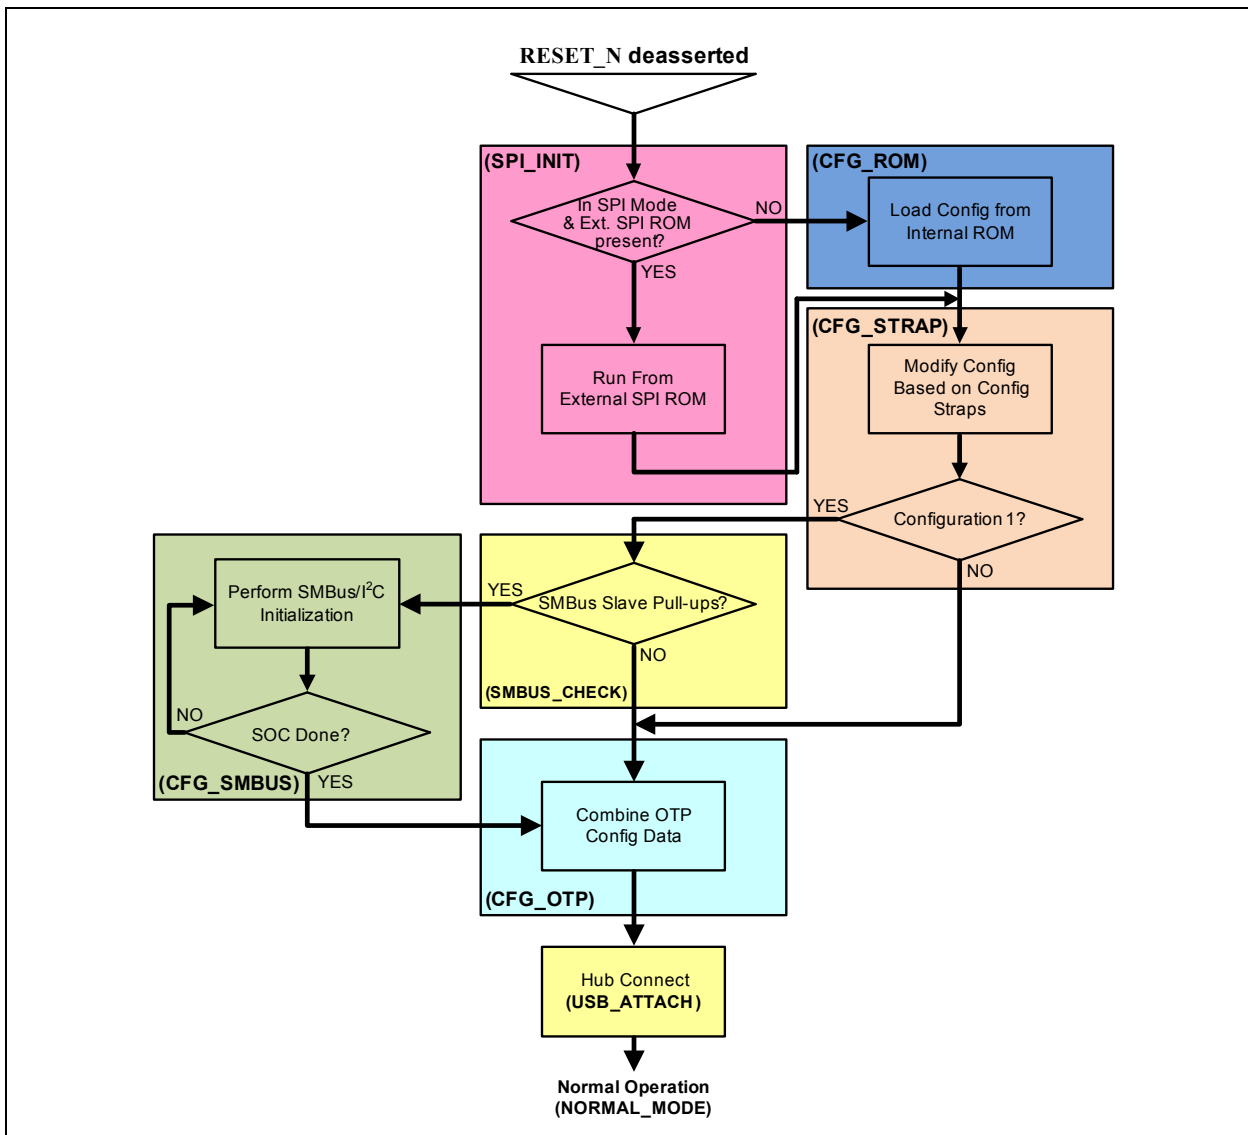 RESET_N deasserted
(SPI_INIT)
In SPI Mode
& Ext. SPI ROM
present?
NO
YES
Run From
External SPI ROM
(CFG_ROM)
Load Config from
Internal ROM
(CFG_STRAP)
Modify Config
Based on Config
Straps
Configuration 1?
YES
NO
SMBus Slave Pull-ups?
YES
NO
(SMBUS_CHECK)
Perform SMBus/I²C
Initialization
SOC Done?
NO
YES
(CFG_SMBUS)
Combine OTP
Config Data
(CFG_OTP)
Hub Connect
(USB_ATTACH)
Normal Operation
(NORMAL_MODE)